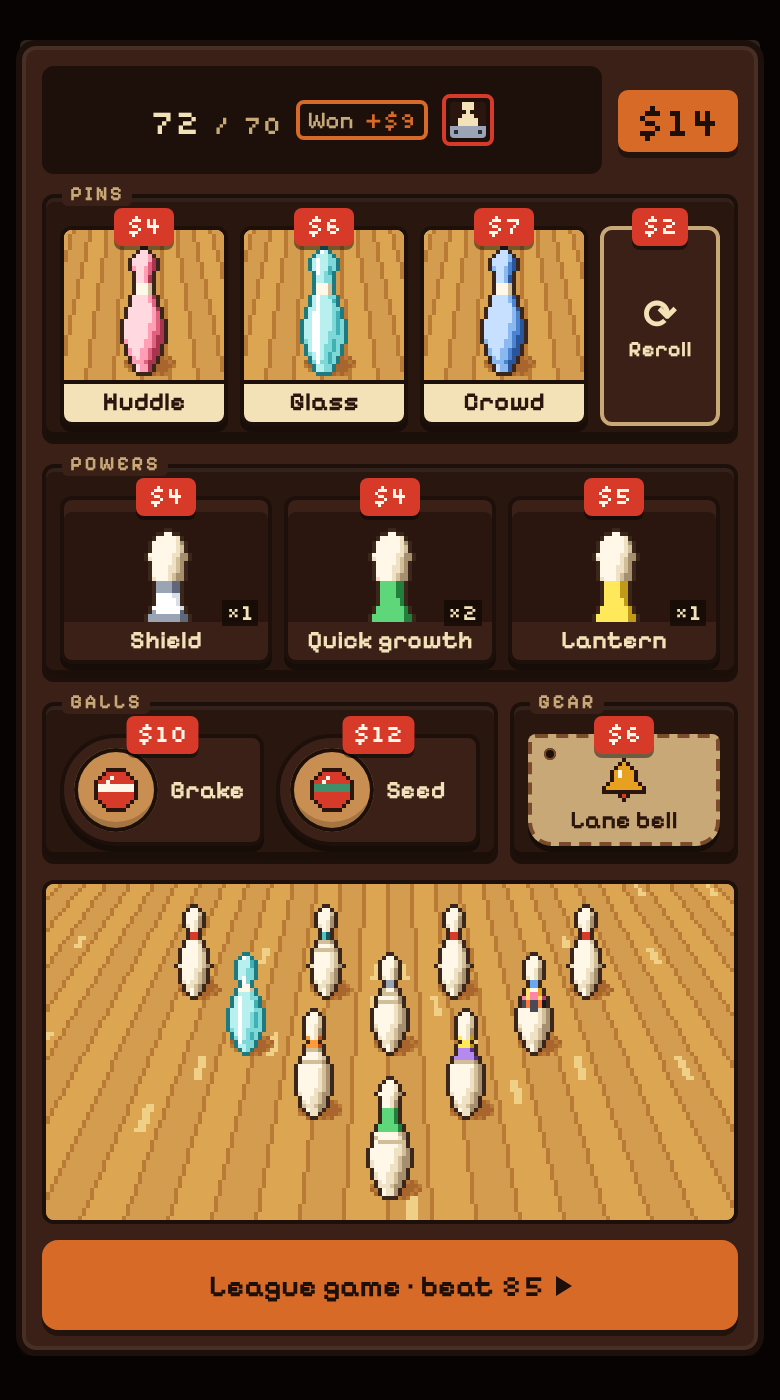 72 / 70 Won +$9 $14
PINS
$4 $6 $7 $2
Huddle Glass Crowd Reroll
POWERS
$4 $4 $5
×1 ×2 ×1
Shield Quick growth Lantern
BALLS GEAR
$10 $12 $6
Brake Seed Lane bell
League game · beat 85 ▶